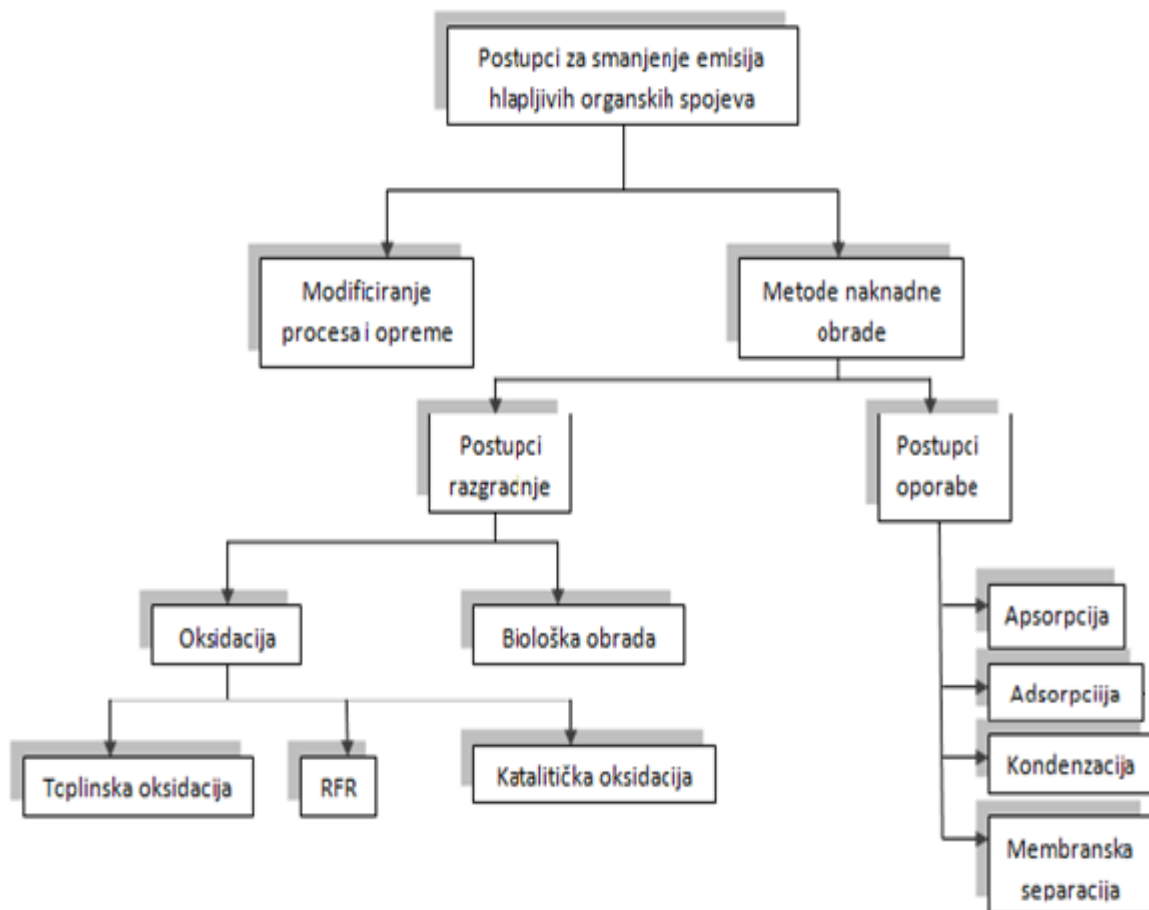 Postupci za smanjenje emisija
hlapljivih organskih spojeva
Modificiranje
procesa i opreme
Metode naknadne
obrade
Postupci
razgradnje
Postupci
oporabe
Oksidacija
Biološka obrada
Apsorpcija
Adsorpciija
Kondenzacija
Membranska
separacija
Toplinska oksidacija
RFR
Katalitička oksidacija